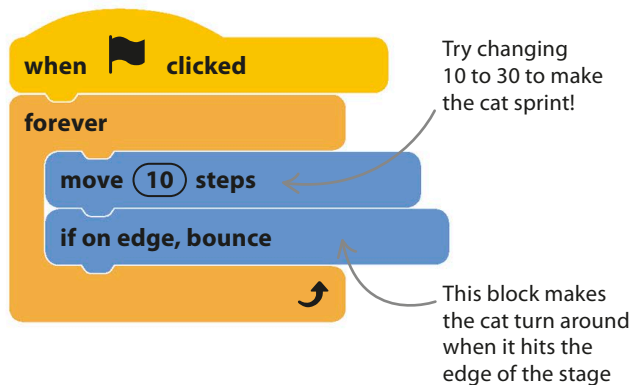 when clicked
forever
move 10 steps
if on edge, bounce
Try changing
10 to 30 to make
the cat sprint!
This block makes
the cat turn around
when it hits the
edge of the stage